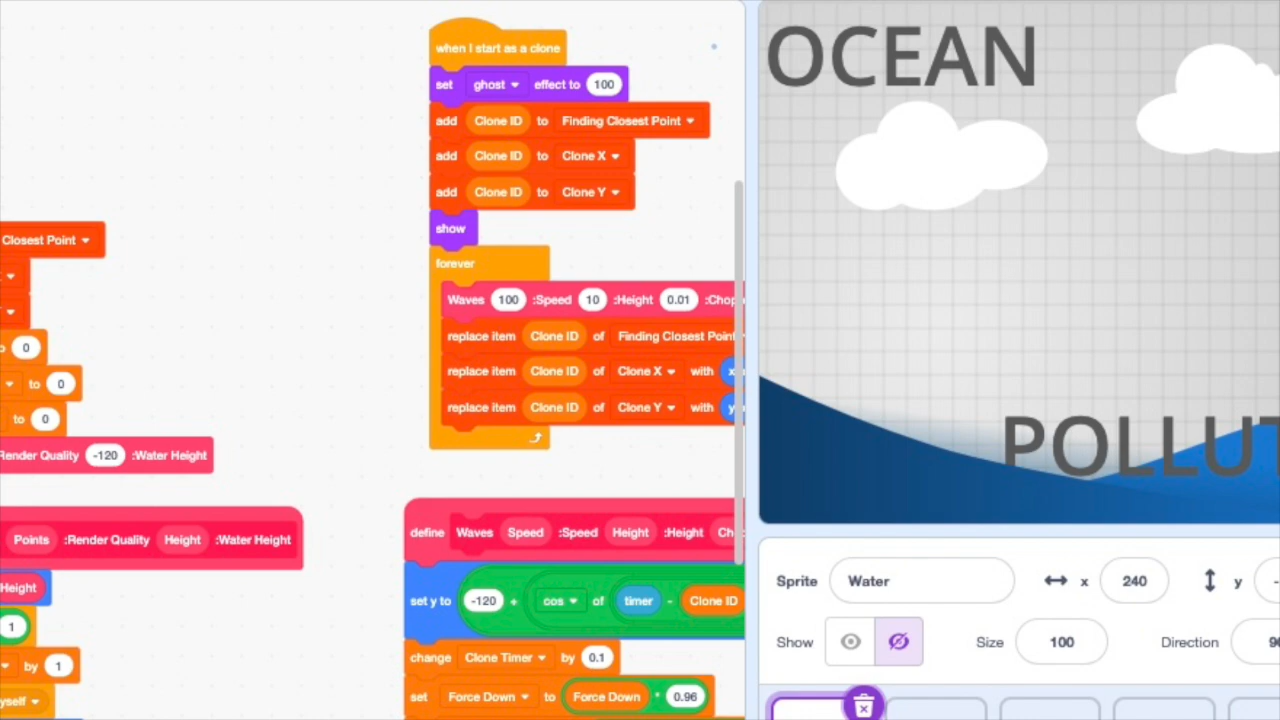 when I start as a clone
set ghost effect to 100
add Clone ID to Finding Closest Point
add Clone ID to Clone X
add Clone ID to Clone Y
show
forever
Waves 100 :Speed 10 :Height 0.01
replace item Clone ID of Finding Closest Point
replace item Clone ID of Clone X with
replace item Clone ID of Clone Y with
Closest Point
0
to 0
to 0
Render Quality -120 :Water Height
Points :Render Quality Height :Water Height
Height
1
by 1
define Waves Speed :Speed Height :Height
set y to -120 + cos of timer - Clone ID
change Clone Timer by 0.1
set Force Down to Force Down * 0.96
OCEAN
Sprite Water x 240 y
Show Size 100 Direction